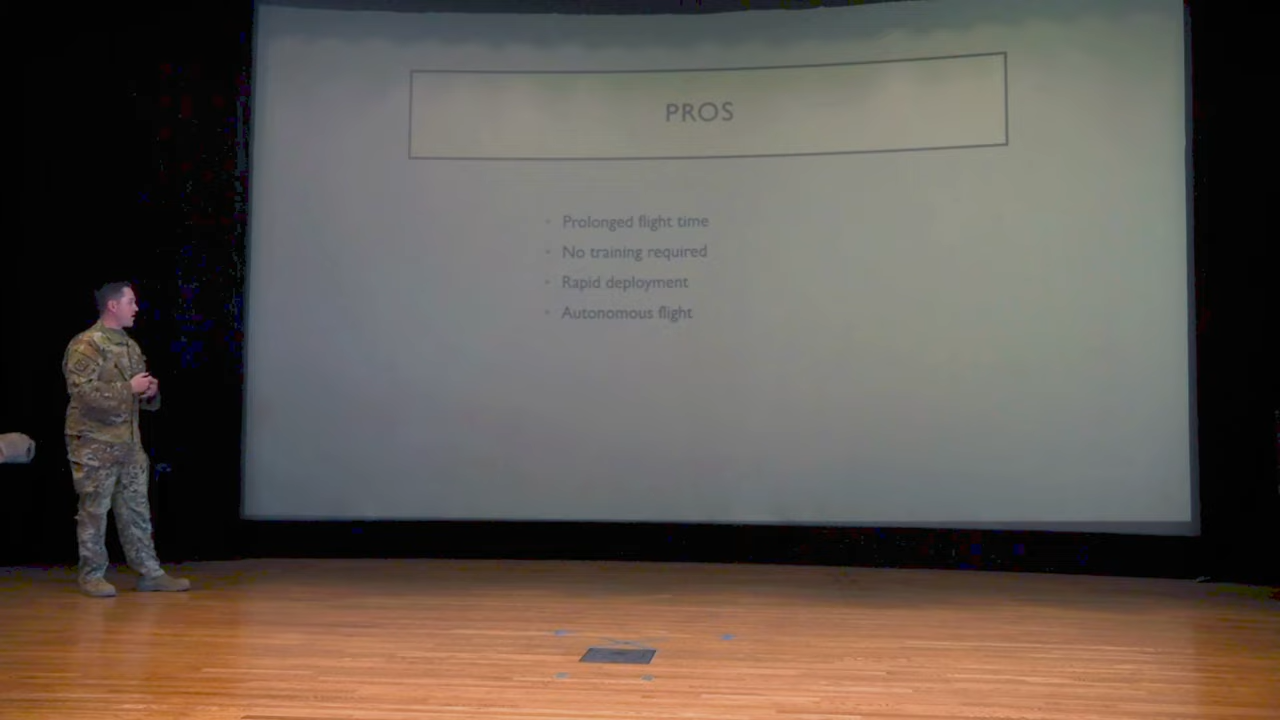 PROS
• Prolonged flight time
• No training required
• Rapid deployment
• Autonomous flight